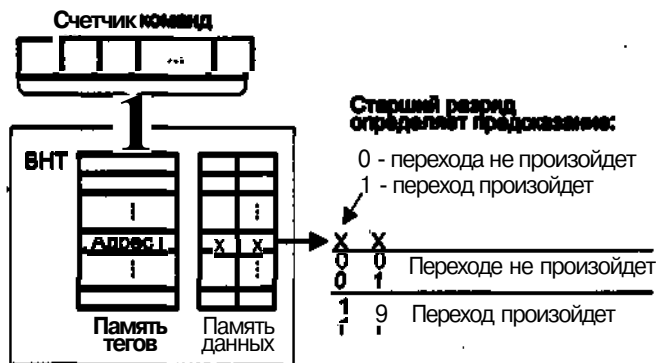 Счетчик команд
Старший разряд
определяет предсказание:
0 - перехода не произойдет
1 - переход произойдет
BHT
Адрес i
X X
X X
0 0
0 1
Переходе не произойдет
1 9
Переход произойдет
Память
тегов
Память
данных